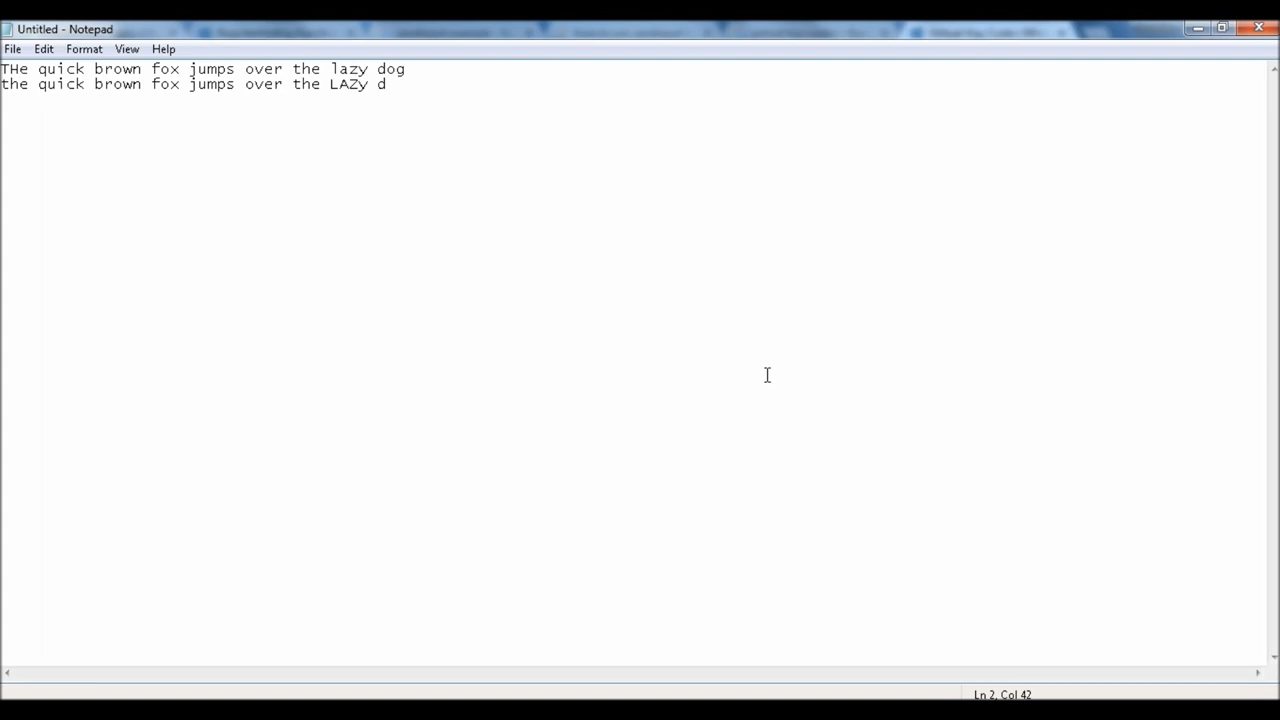 Untitled - Notepad
File Edit Format View Help
THe quick brown fox jumps over the lazy dog
the quick brown fox jumps over the LAZy d
Ln 2, Col 42